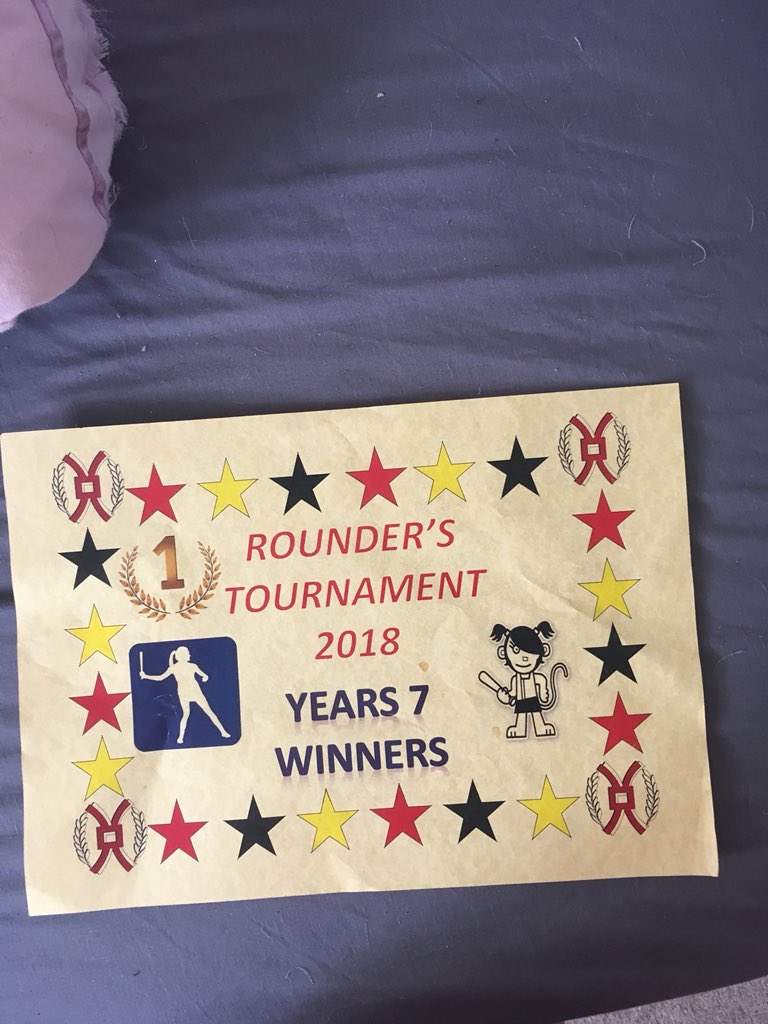 1
ROUNDER'S
TOURNAMENT
2018
YEARS 7
WINNERS